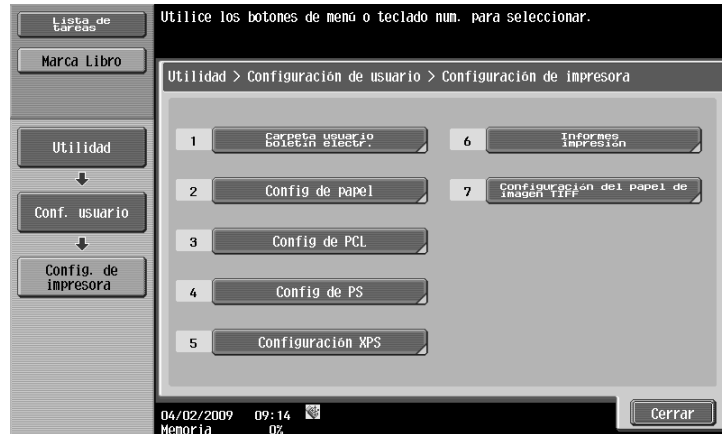 Lista de
tareas
Marca Libro
Utilice los botones de menú o teclado num. para seleccionar.
Utilidad > Configuración de usuario > Configuración de impresora
Utilidad
Conf. usuario
Config. de
impresora
1 Carpeta usuario
boletín electr.
2 Config de papel
3 Config de PCL
4 Config de PS
5 Configuración XPS
6 Informes
impresión
7 Configuración del papel de
imagen TIFF
04/02/2009 09:14
Memoria 0%
Cerrar